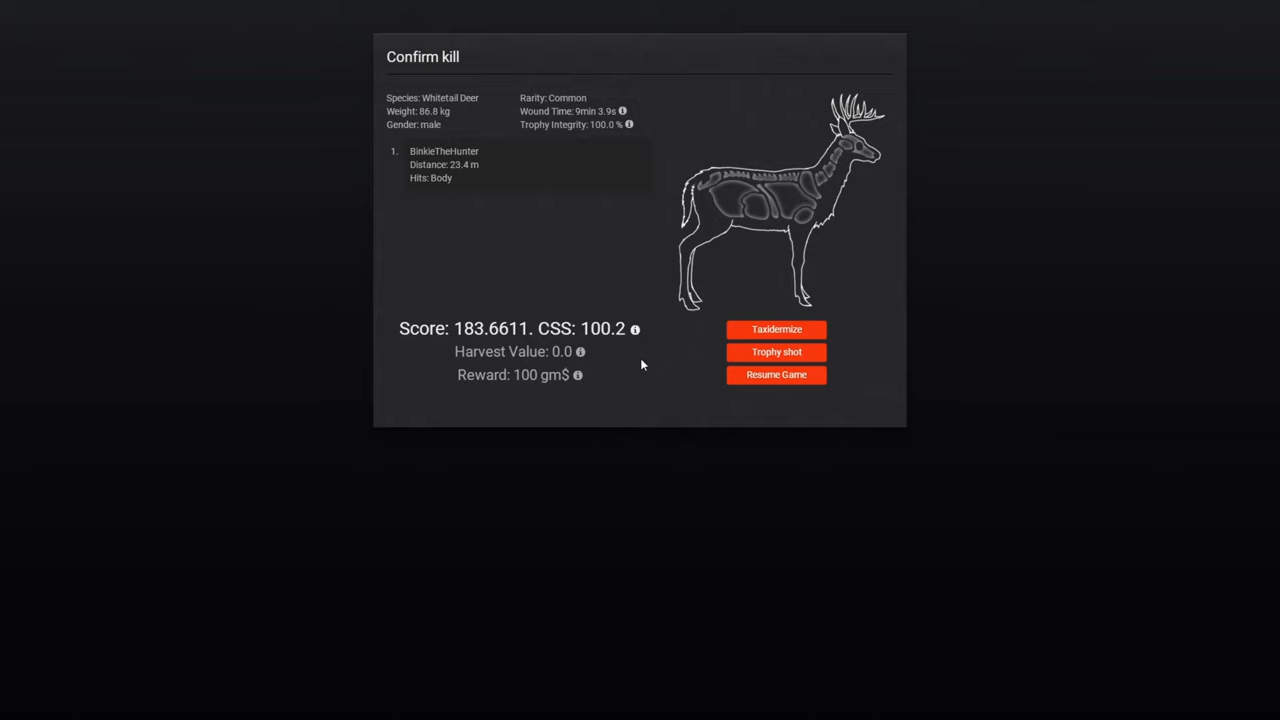 Confirm kill
Species: Whitetail Deer
Weight: 86.8 kg
Gender: male
Rarity: Common
Wound Time: 9min 3.9s
Trophy Integrity: 100.0 %
1. BinkieTheHunter
Distance: 23.4 m
Hits: Body
Score: 183.6611. CSS: 100.2
Harvest Value: 0.0
Reward: 100 gm$
Taxidermize
Trophy shot
Resume Game